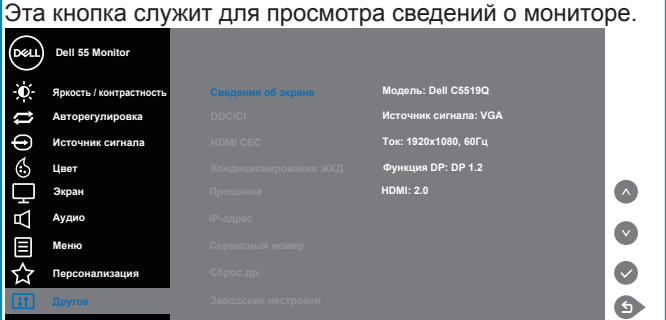 Эта кнопка служит для просмотра сведений о мониторе.
DELL
Dell 55 Monitor
Яркость / контрастность
Авторегулировка
Источник сигнала
Цвет
Экран
Аудио
Меню
Персонализация
Другое
Сведения об экране
DDC/CI
HDMI CEC
Кондиционирование ЖКД
Прошивка
IP-адрес
Сервисный номер
Сброс др.
Заводские настройки
Модель: Dell C5519Q
Источник сигнала: VGA
Ток: 1920x1080, 60Гц
Функция DP: DP 1.2
HDMI: 2.0